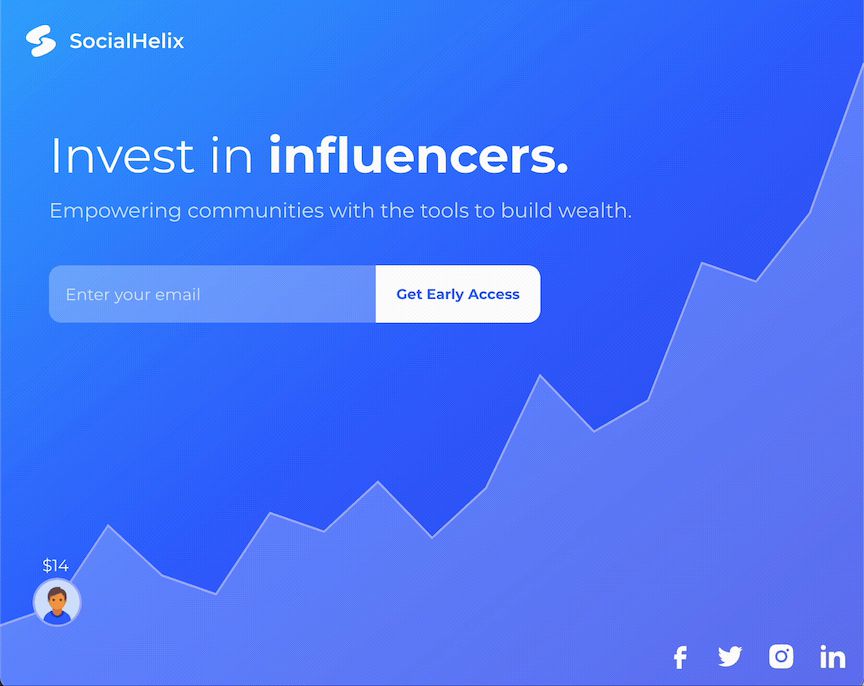 SocialHelix
Invest in influencers.
Empowering communities with the tools to build wealth.
Enter your email
Get Early Access
$14